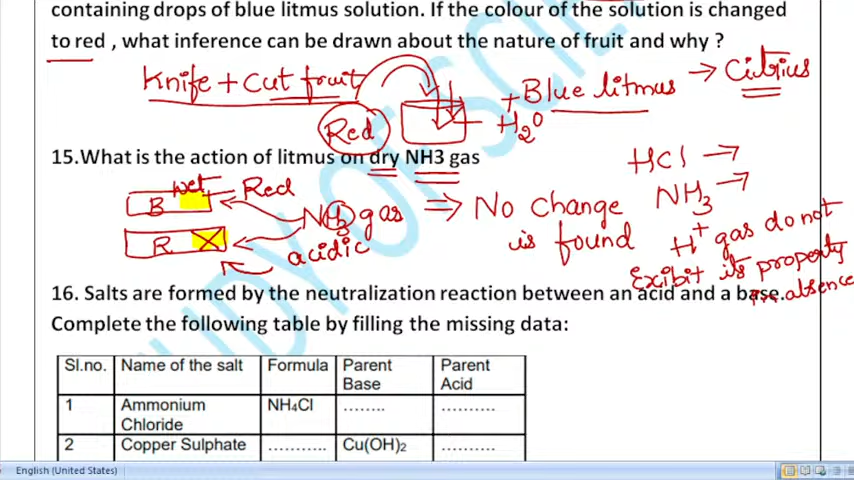 containing drops of blue litmus solution. If the colour of the solution is changed
to red , what inference can be drawn about the nature of fruit and why ?
Knife + Cut fruit
+ Blue litmus → Citrius
H2O
Red
15.What is the action of litmus on dry NH3 gas
HCl →
NH3 →
wet
Red
B
NH3 gas ⇒ No change
is found
R
acidic
H+ gas do not
Exibit its property
absence
16. Salts are formed by the neutralization reaction between an acid and a base.
Complete the following table by filling the missing data:
Sl.no. Name of the salt Formula Parent Base Parent Acid
1 Ammonium Chloride NH4Cl ........ ..........
2 Copper Sulphate ........... Cu(OH)2 ..........
English (United States)